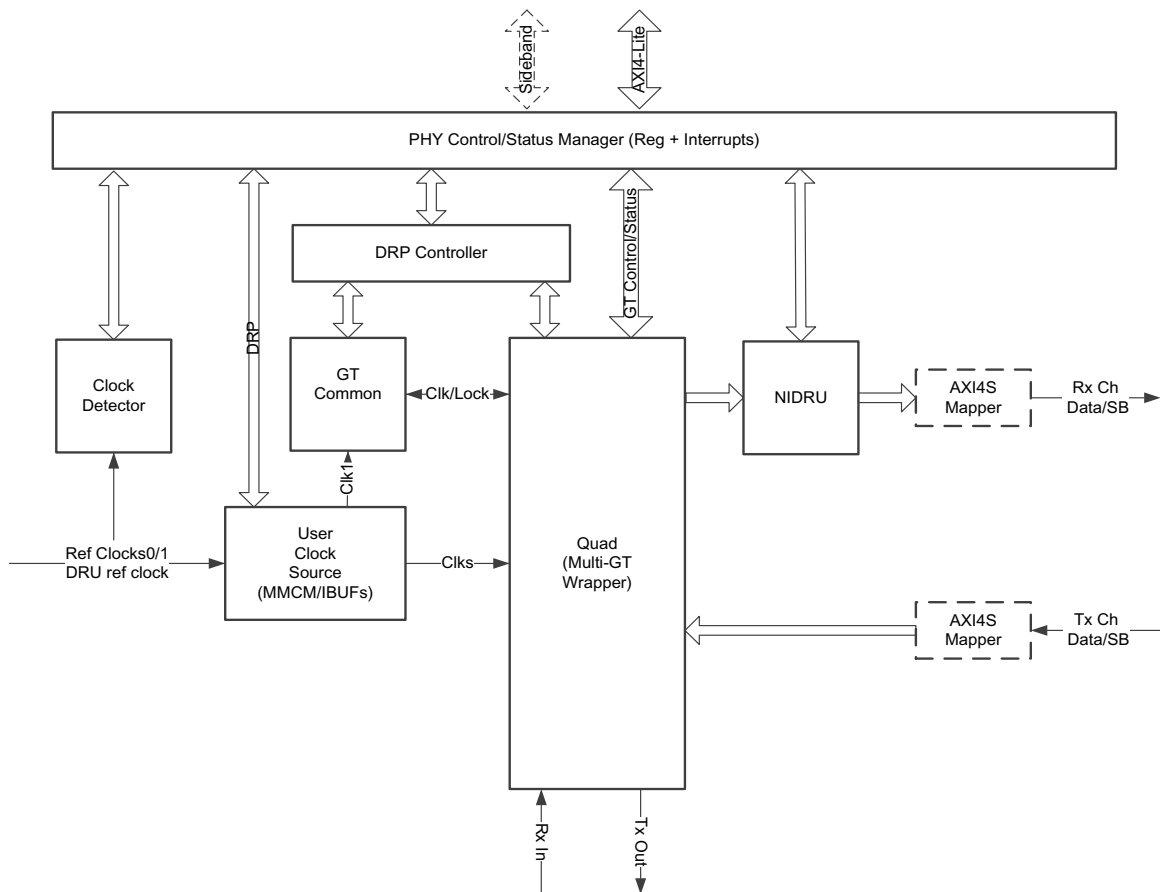 Sideband
AXI4-Lite
PHY Control/Status Manager (Reg + Interrupts)
DRP Controller
GT Control/Status
DRP
Clock
Detector
GT
Common
Clk/Lock
NIDRU
AXI4S
Mapper
Rx Ch
Data/SB
Clk1
User
Clock
Source
(MMCM/IBUFs)
Ref Clocks0/1
DRU ref clock
Clks
Quad
(Multi-GT
Wrapper)
AXI4S
Mapper
Tx Ch
Data/SB
Rx In
Tx Out